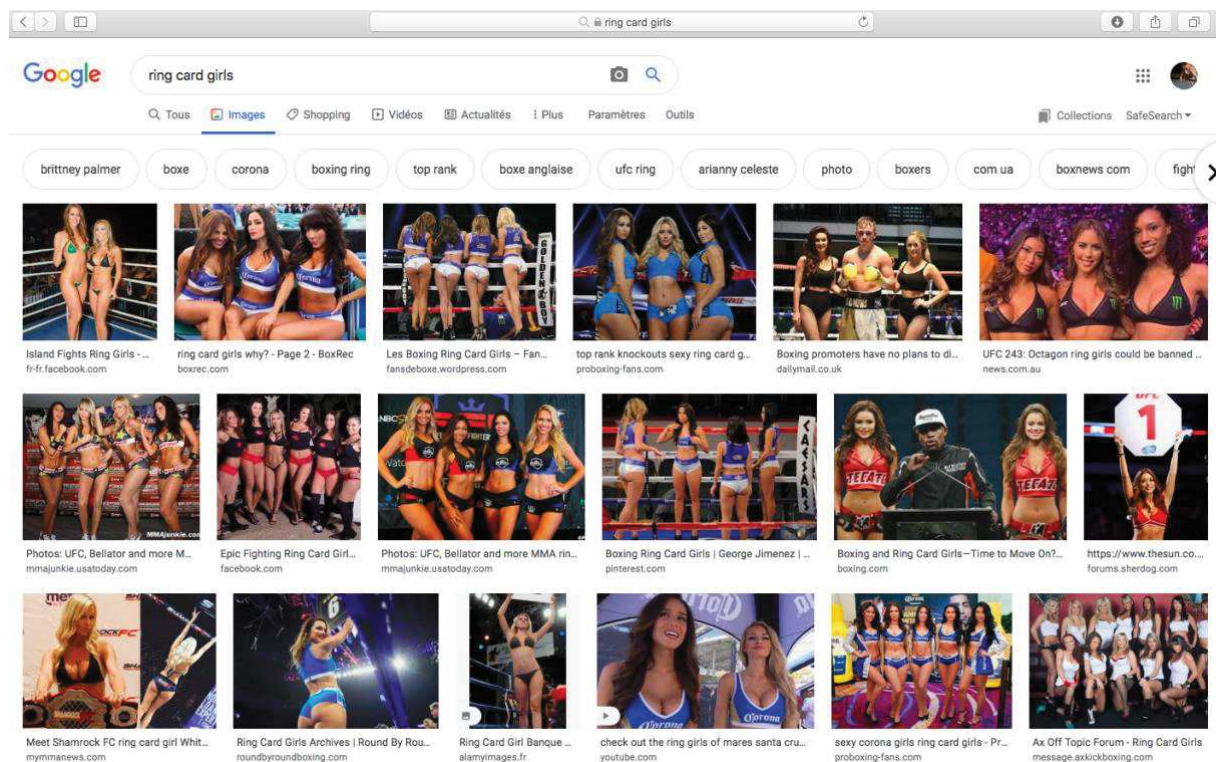 ring card girls
Google
ring card girls
Tous Images Shopping Vidéos Actualités Plus Paramètres Outils Collections SafeSearch
brittney palmer boxe corona boxing ring top rank boxe anglaise ufc ring arianny celeste photo boxers com ua boxnews com figh
Island Fights Ring Girls - ...
fr-fr.facebook.com
ring card girls why? - Page 2 - BoxRec
boxrec.com
Les Boxing Ring Card Girls – Fan...
fansdeboxe.wordpress.com
top rank knockouts sexy ring card g...
proboxing-fans.com
Boxing promoters have no plans to di...
dailymail.co.uk
UFC 243: Octagon ring girls could be banned ...
news.com.au
Photos: UFC, Bellator and more M...
mmajunkie.usatoday.com
Epic Fighting Ring Card Girl...
facebook.com
Photos: UFC, Bellator and more MMA rin...
mmajunkie.usatoday.com
Boxing Ring Card Girls | George Jimenez | ...
pinterest.com
Boxing and Ring Card Girls—Time to Move On?...
boxing.com
https://www.thesun.co....
forums.sherdog.com
Meet Shamrock FC ring card girl Whit...
mymmanews.com
Ring Card Girls Archives | Round By Rou...
roundbyroundboxing.com
Ring Card Girl Banque ...
alamyimages.fr
check out the ring girls of mares santa cru...
youtube.com
sexy corona girls ring card girls - Pr...
proboxing-fans.com
Ax Off Topic Forum - Ring Card Girls
message.axkickboxing.com
GOLDEN BOY
CAESARS
MMAjunkie.com
TECATE
UFC
1
Corona